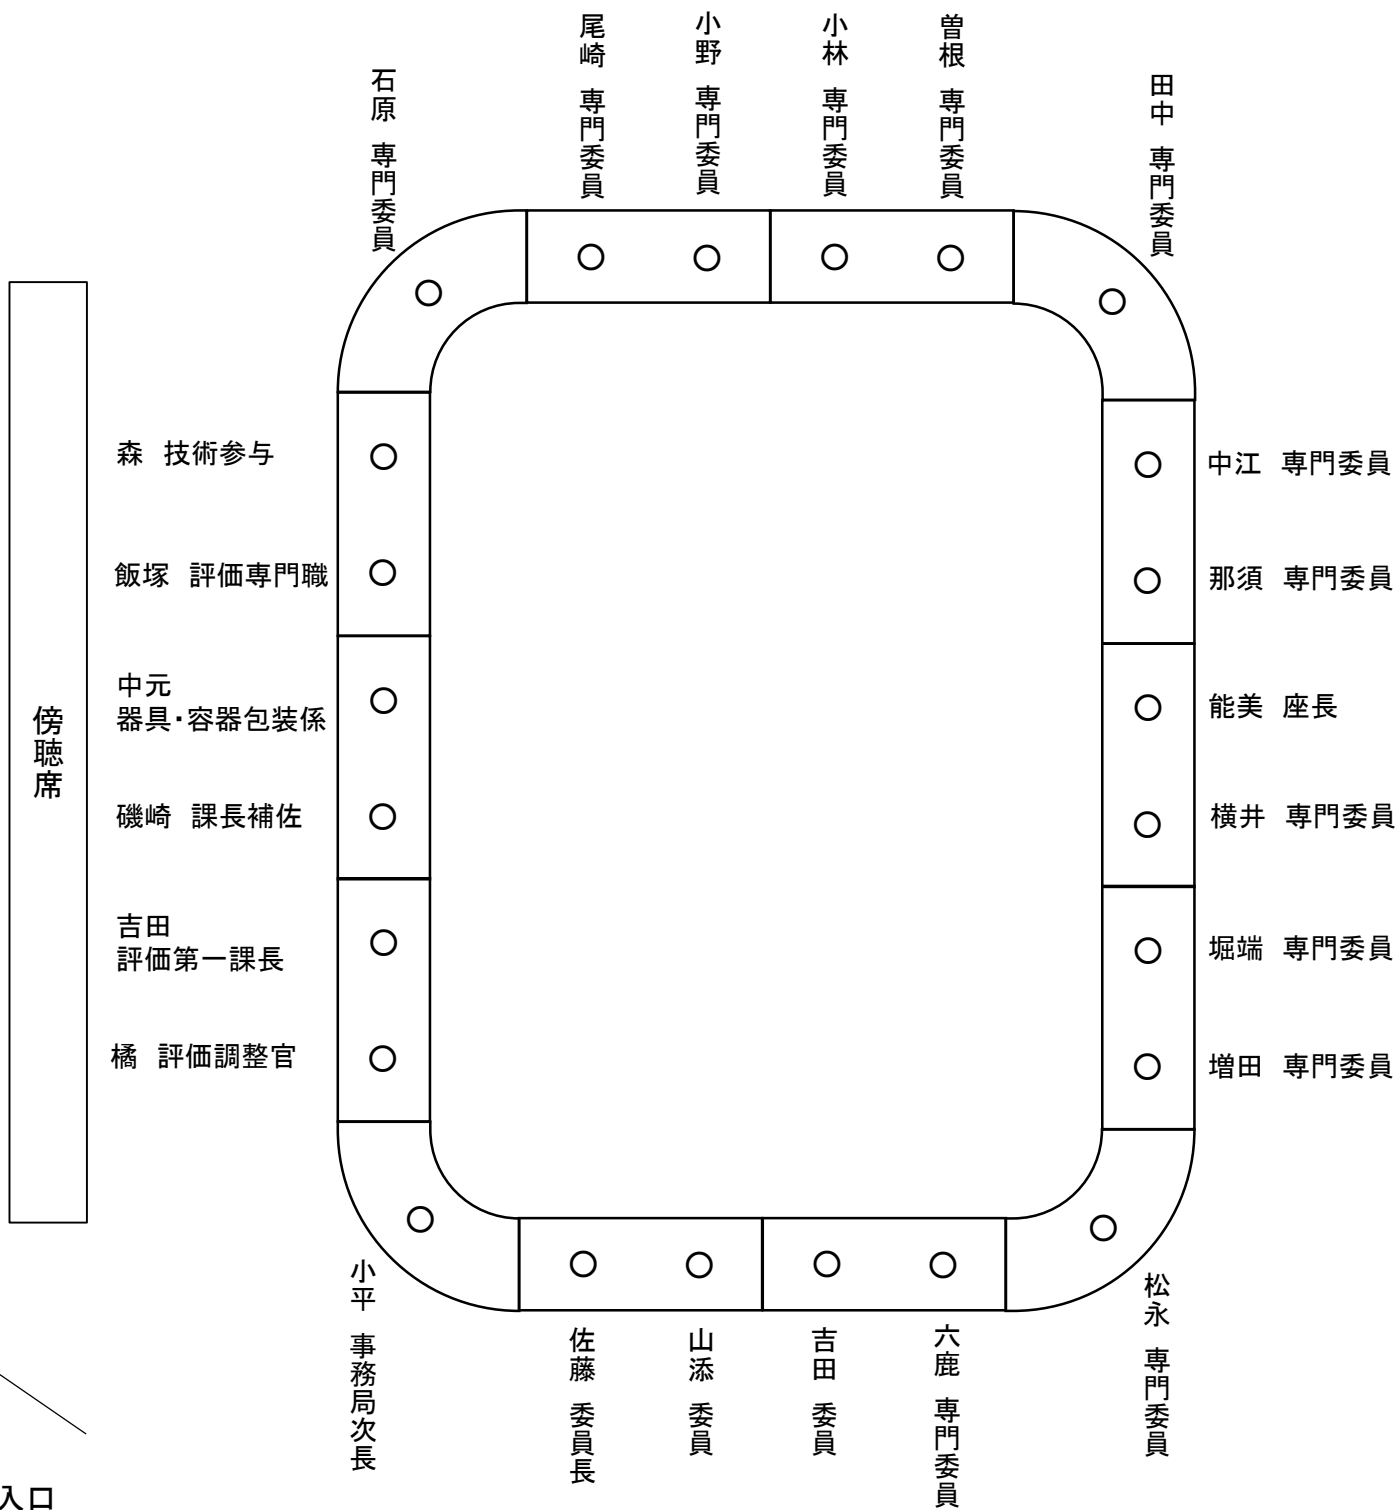 石原 専門委員
尾崎 専門委員
小野 専門委員
小林 専門委員
曽根 専門委員
田中 専門委員
森 技術参与
飯塚 評価専門職
中元
器具・容器包装係
磯崎 課長補佐
吉田
評価第一課長
橘 評価調整官
傍聴席
中江 専門委員
那須 専門委員
能美 座長
横井 専門委員
堀端 専門委員
増田 専門委員
小平 事務局次長
佐藤 委員長
山添 委員
吉田 委員
六鹿 専門委員
松永 専門委員
入口